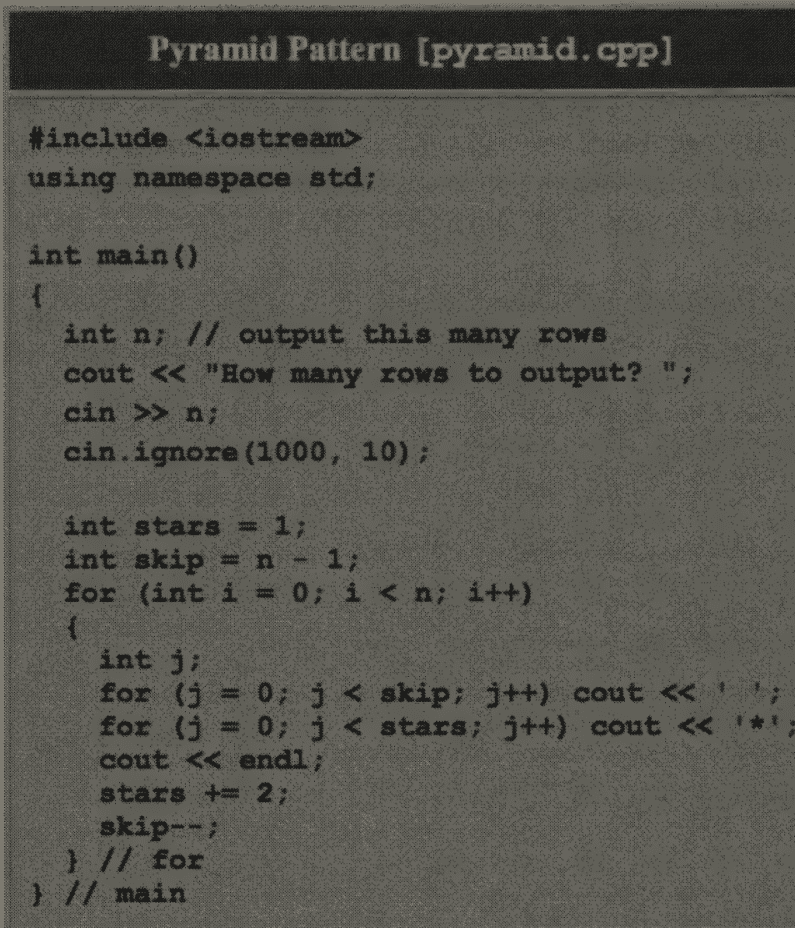 Pyramid Pattern [pyramid.cpp]
#include <iostream>
using namespace std;

int main()
{
  int n; // output this many rows
  cout << "How many rows to output? ";
  cin >> n;
  cin.ignore(1000, 10);

  int stars = 1;
  int skip = n - 1;
  for (int i = 0; i < n; i++)
  {
    int j;
    for (j = 0; j < skip; j++) cout << ' ';
    for (j = 0; j < stars; j++) cout << '*';
    cout << endl;
    stars += 2;
    skip--;
  } // for
} // main